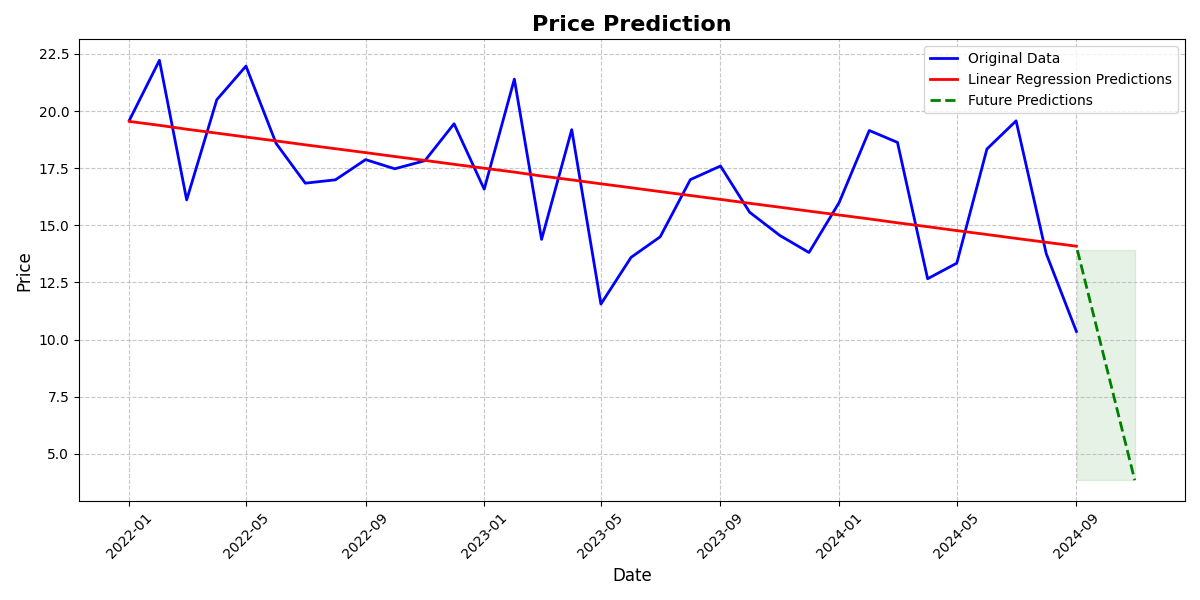 Price Prediction
Original Data
Linear Regression Predictions
Future Predictions
Price
22.5
20.0
17.5
15.0
12.5
10.0
7.5
5.0
2022-01
2022-05
2022-09
2023-01
2023-05
2023-09
2024-01
2024-05
2024-09
Date